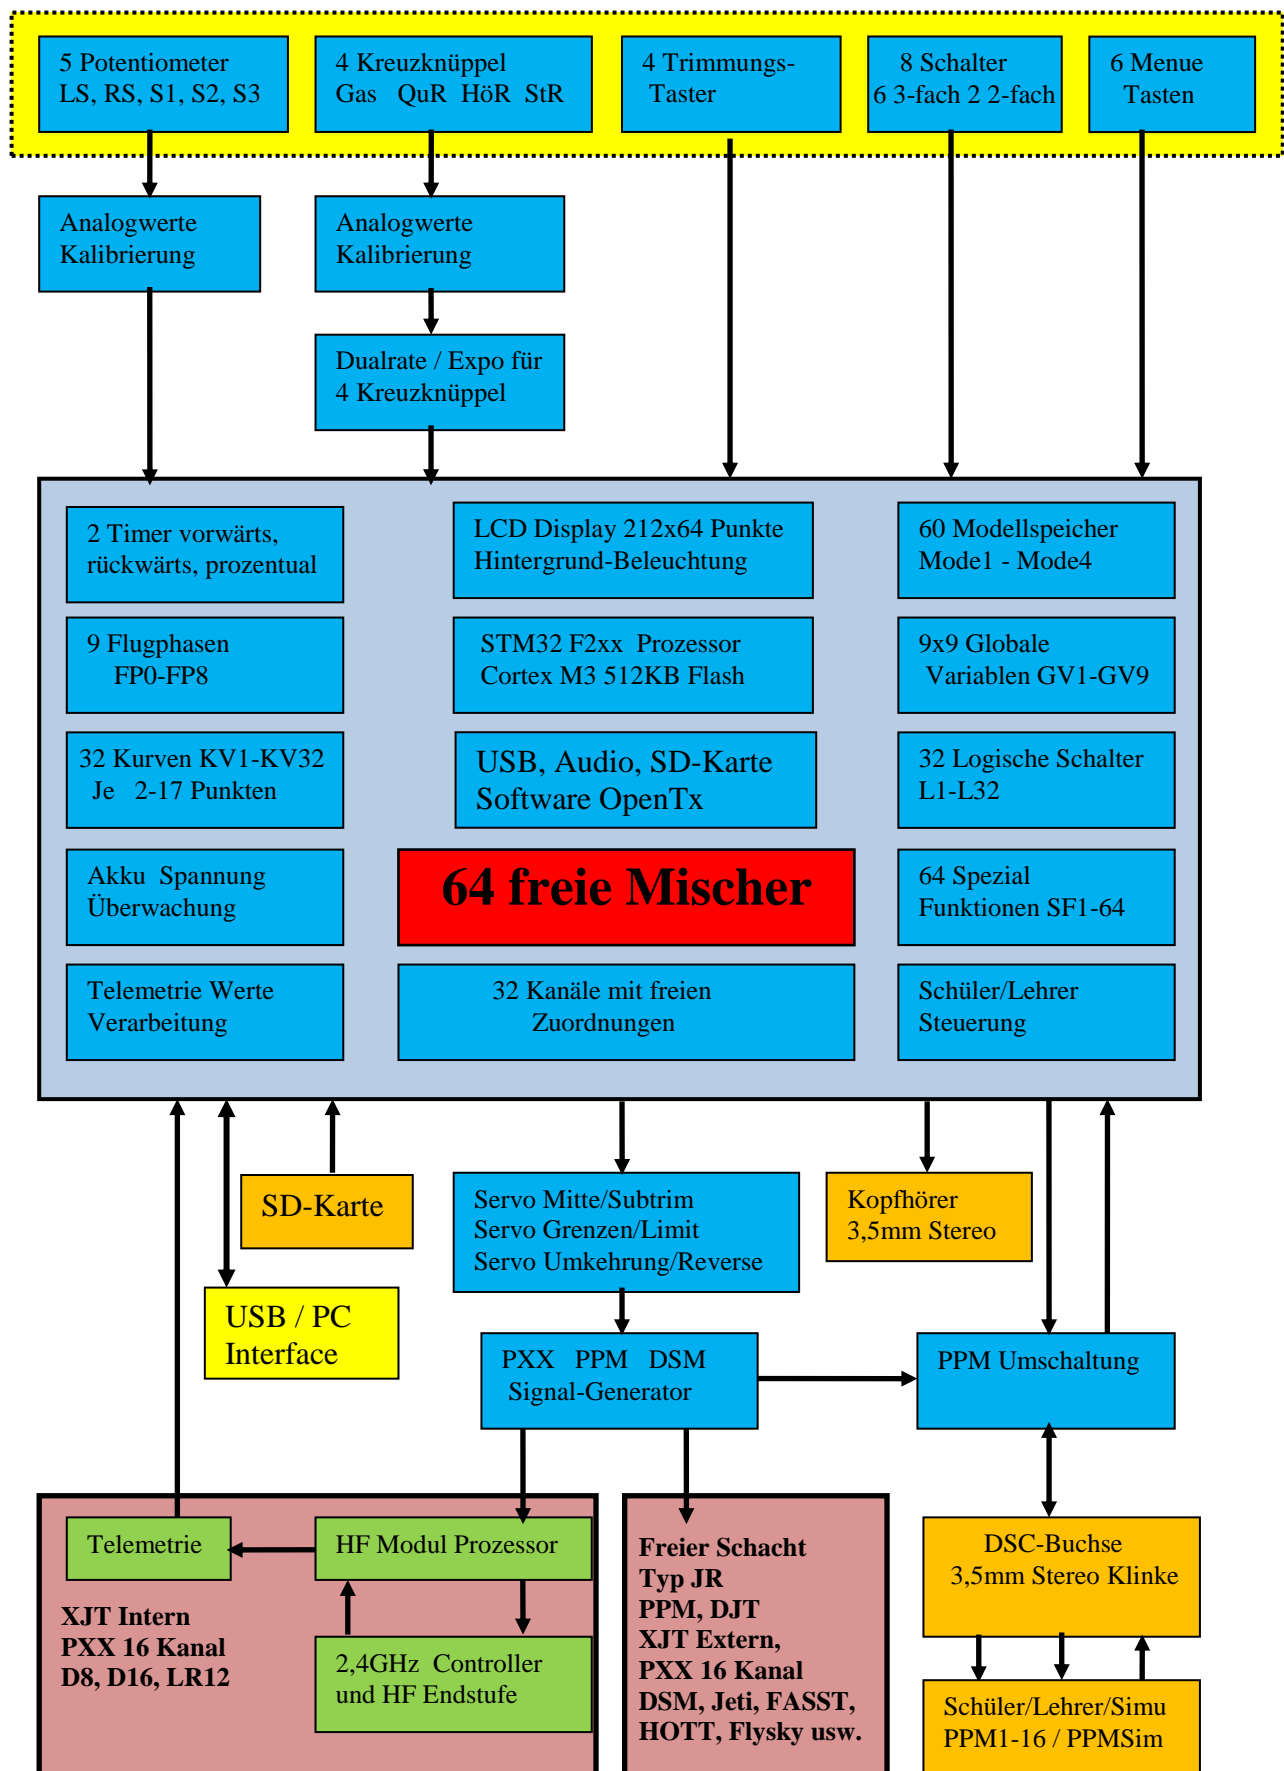 5 Potentiometer
LS, RS, S1, S2, S3
4 Kreuzknüppel
Gas QuR HöR StR
4 Trimmungs-
Taster
8 Schalter
6 3-fach 2 2-fach
6 Menue
Tasten
Analogwerte
Kalibrierung
Analogwerte
Kalibrierung
Dualrate / Expo für
4 Kreuzknüppel
2 Timer vorwärts,
rückwärts, prozentual
LCD Display 212x64 Punkte
Hintergrund-Beleuchtung
60 Modellspeicher
Mode1 - Mode4
9 Flugphasen
FP0-FP8
STM32 F2xx Prozessor
Cortex M3 512KB Flash
9x9 Globale
Variablen GV1-GV9
32 Kurven KV1-KV32
Je 2-17 Punkten
USB, Audio, SD-Karte
Software OpenTx
32 Logische Schalter
L1-L32
Akku Spannung
Überwachung
64 freie Mischer
64 Spezial
Funktionen SF1-64
Telemetrie Werte
Verarbeitung
32 Kanäle mit freien
Zuordnungen
Schüler/Lehrer
Steuerung
SD-Karte
Servo Mitte/Subtrim
Servo Grenzen/Limit
Servo Umkehrung/Reverse
Kopfhörer
3,5mm Stereo
USB / PC
Interface
PXX PPM DSM
Signal-Generator
PPM Umschaltung
Telemetrie
HF Modul Prozessor
XJT Intern
PXX 16 Kanal
D8, D16, LR12
2,4GHz Controller
und HF Endstufe
Freier Schacht
Typ JR
PPM, DJT
XJT Extern,
PXX 16 Kanal
DSM, Jeti, FASST,
HOTT, Flysky usw.
DSC-Buchse
3,5mm Stereo Klinke
Schüler/Lehrer/Simu
PPM1-16 / PPMSim